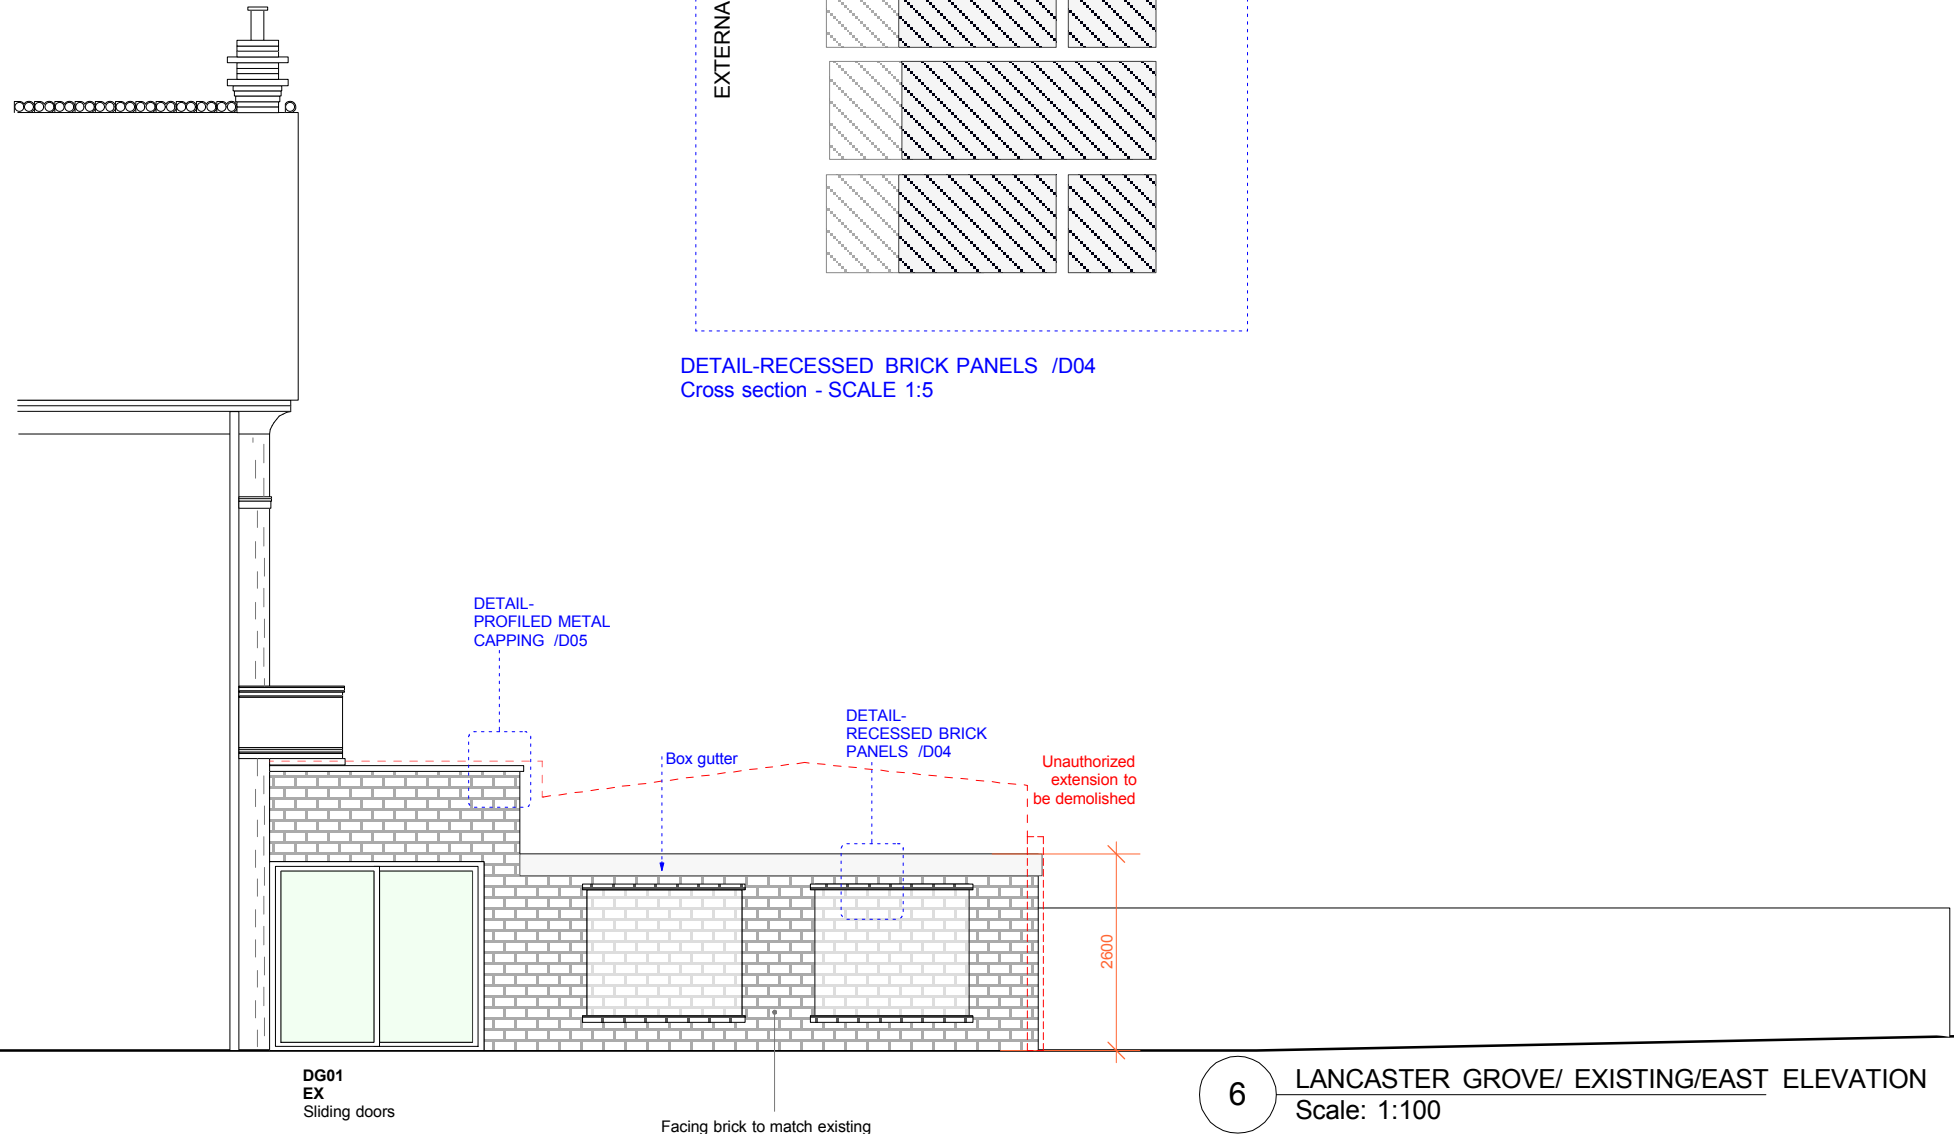 EXTERNA
DETAIL-RECESSED BRICK PANELS /D04
Cross section - SCALE 1:5
DETAIL-
PROFILED METAL
CAPPING /D05
DETAIL-
RECESSED BRICK
PANELS /D04
Box gutter
Unauthorized
extension to
be demolished
2600
DG01
EX
Sliding doors
Facing brick to match existing
6
LANCASTER GROVE/ EXISTING/EAST ELEVATION
Scale: 1:100